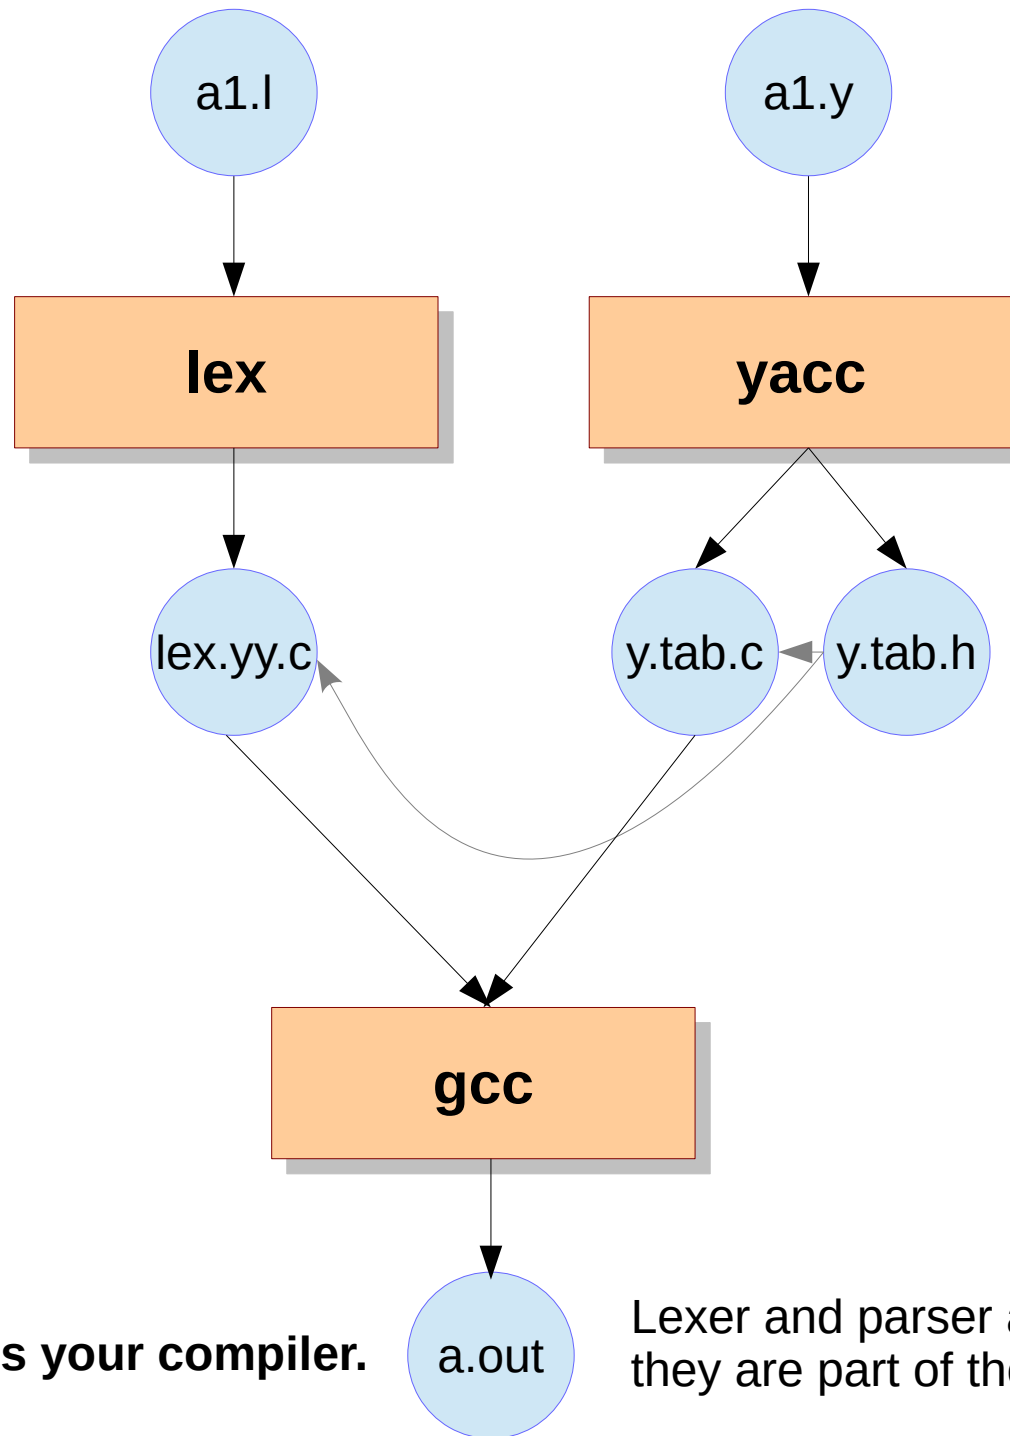 a1.l
a1.y
lex
yacc
lex.yy.c
y.tab.c
y.tab.h
gcc
s your compiler.
a.out
Lexer and parser
they are part of